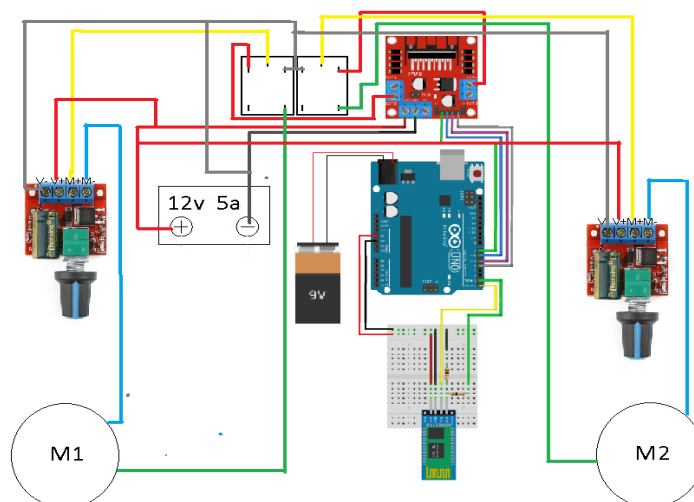 V- V+ M+ M-
12v 5a
+ -
V- V+ M+ M-
UNO
9V
M1
M2